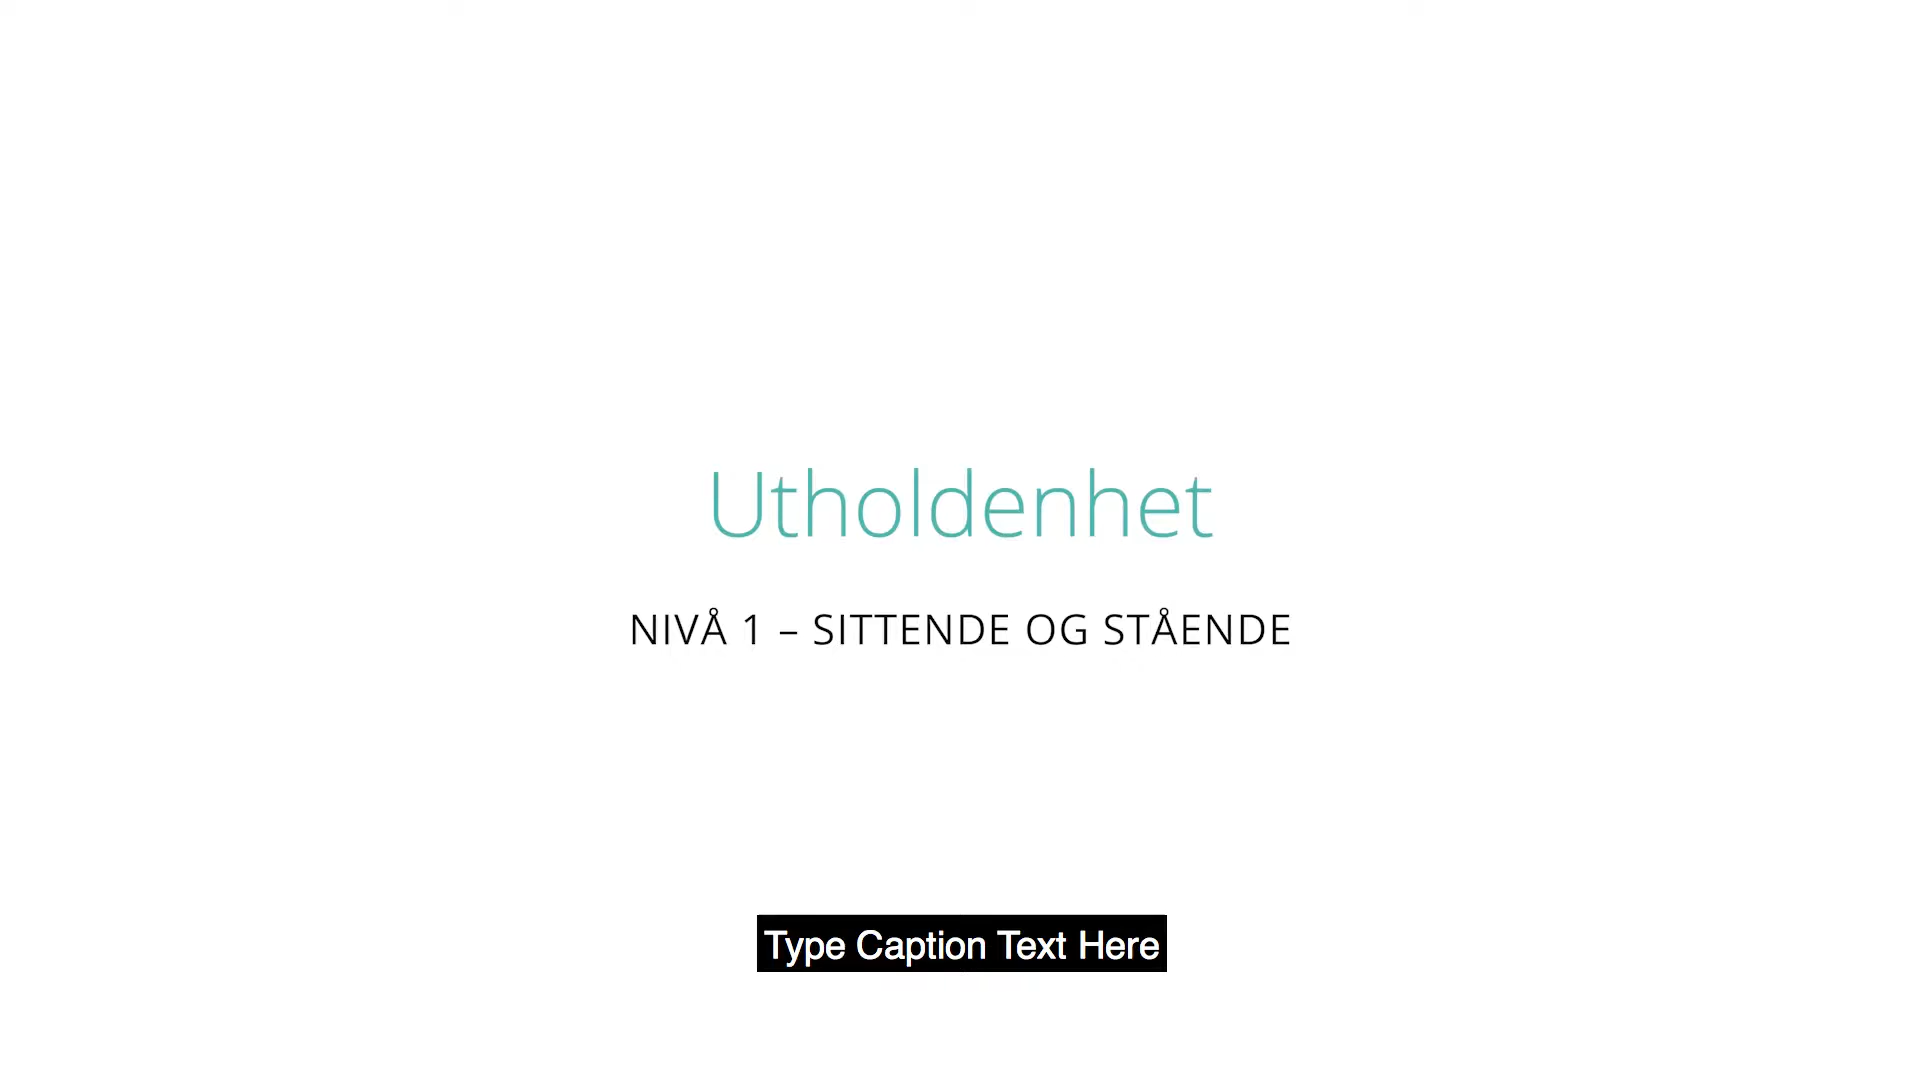 Utholdenhet
NIVÅ 1 – SITTENDE OG STÅENDE
Type Caption Text Here